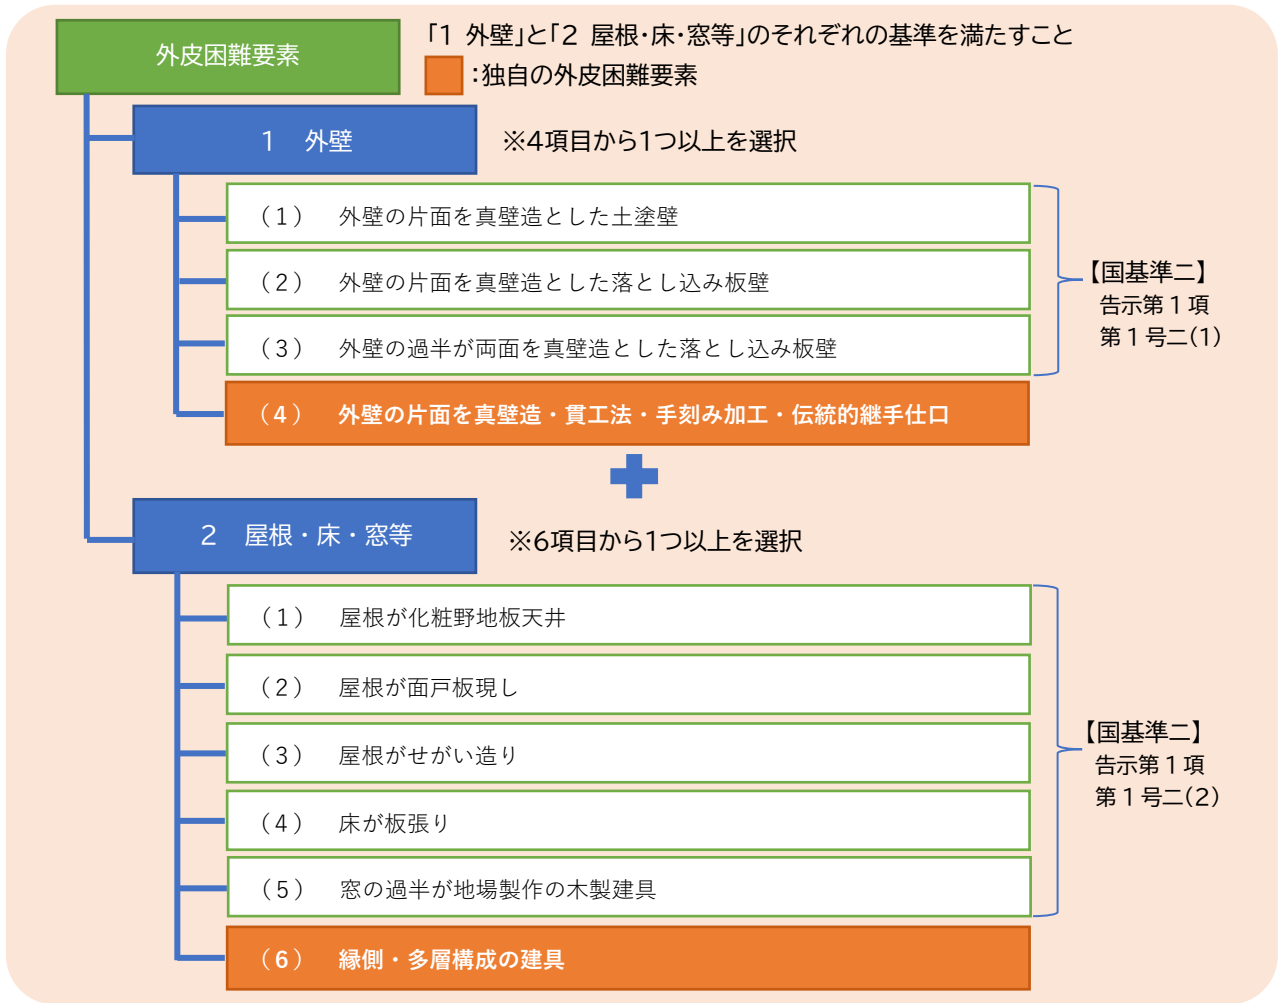 外皮困難要素
「1 外壁」と「2 屋根・床・窓等」のそれぞれの基準を満たすこと
：独自の外皮困難要素
1 外壁
※4項目から1つ以上を選択
（1） 外壁の片面を真壁造とした土塗壁
（2） 外壁の片面を真壁造とした落とし込み板壁
（3） 外壁の過半が両面を真壁造とした落とし込み板壁
【国基準二】
告示第1項
第1号二(1)
（4） 外壁の片面を真壁造・貫工法・手刻み加工・伝統的継手仕口
2 屋根・床・窓等
※6項目から1つ以上を選択
（1） 屋根が化粧野地板天井
（2） 屋根が面戸板現し
（3） 屋根がせがい造り
（4） 床が板張り
（5） 窓の過半が地場製作の木製建具
【国基準二】
告示第1項
第1号二(2)
（6） 縁側・多層構成の建具